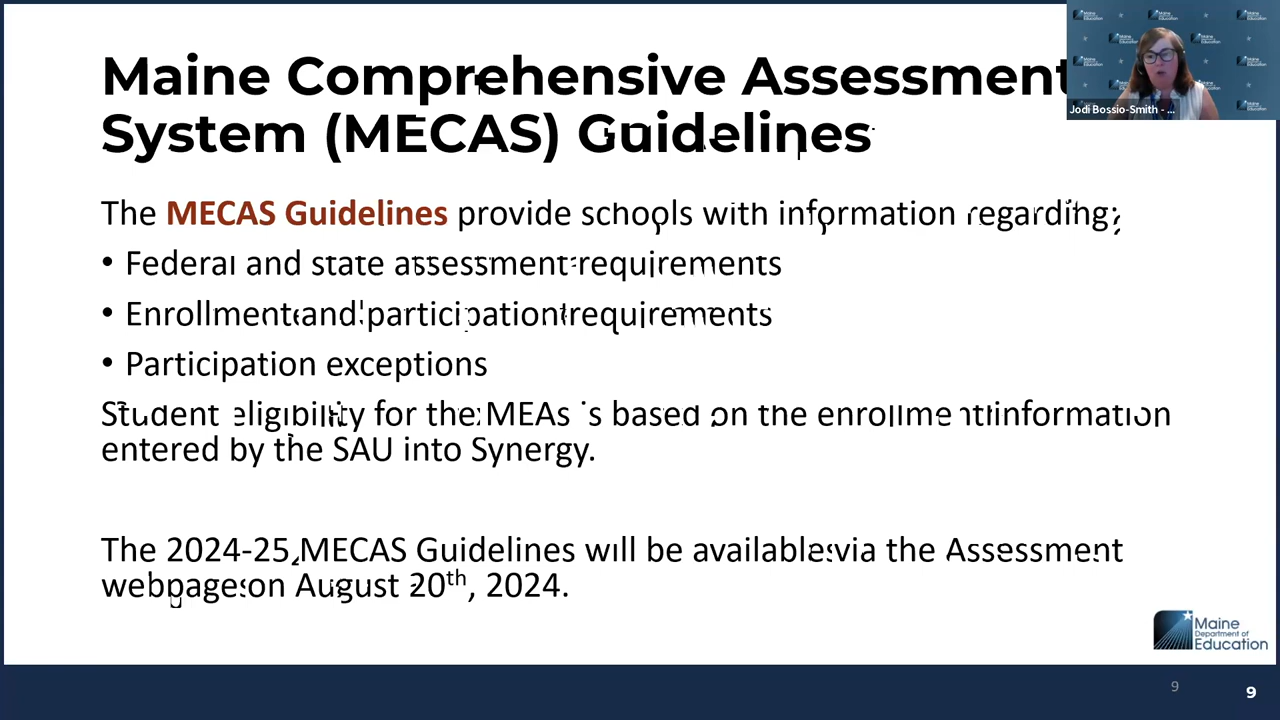 Maine Comprehensive Assessment
System (MECAS) Guidelines
Jodi Bossio-Smith - ...
The MECAS Guidelines provide schools with information regarding:
• Federal and state assessment requirements
• Enrollment and participation requirements
• Participation exceptions
Student eligibility for the MEAs is based on the enrollment information
entered by the SAU into Synergy.
The 2024-25 MECAS Guidelines will be available via the Assessment
webpage on August 20th, 2024.
Maine
Department of
Education
9
9